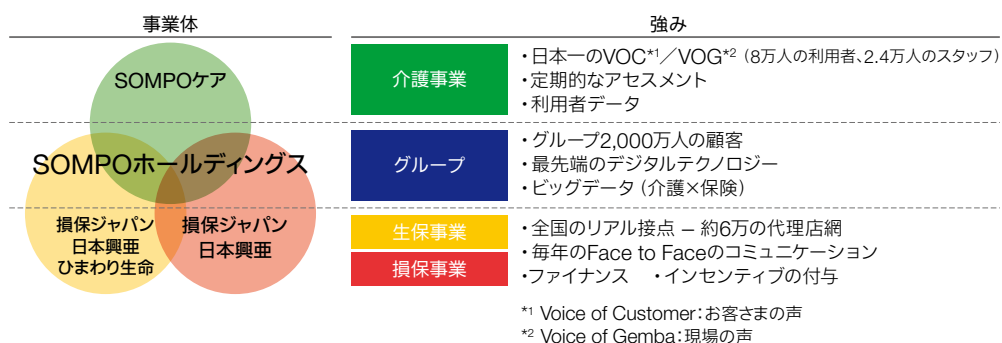 事業体
強み
SOMPOケア
介護事業
・日本一のVOC*1／VOG*2（8万人の利用者、2.4万人のスタッフ）
・定期的なアセスメント
・利用者データ
SOMPOホールディングス
グループ
・グループ2,000万人の顧客
・最先端のデジタルテクノロジー
・ビッグデータ（介護×保険）
損保ジャパン
日本興亜
ひまわり生命
損保ジャパン
日本興亜
生保事業
損保事業
・全国のリアル接点 – 約6万の代理店網
・毎年のFace to Faceのコミュニケーション
・ファイナンス ・インセンティブの付与
*1 Voice of Customer：お客さまの声
*2 Voice of Gemba：現場の声